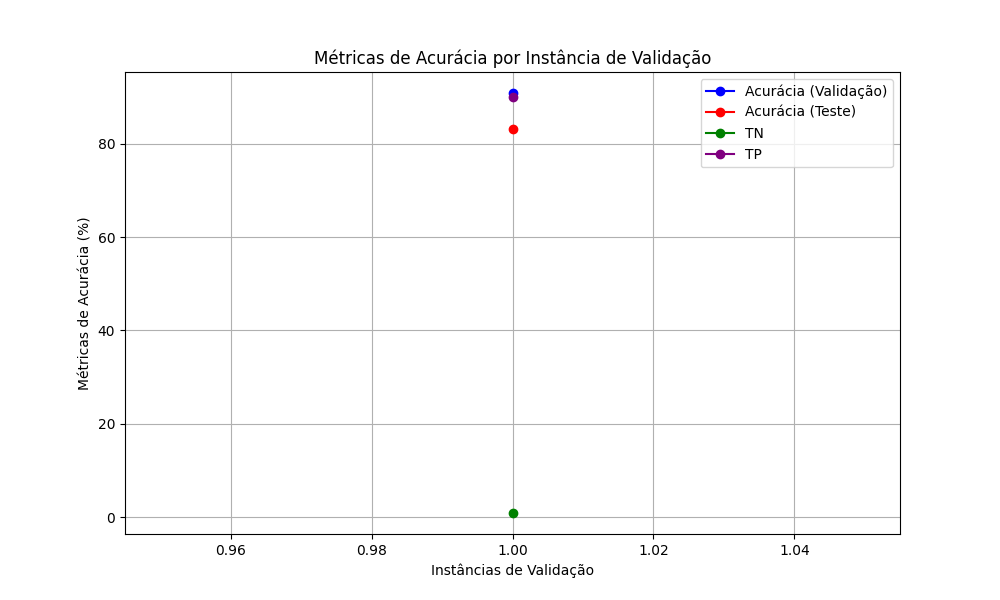 Métricas de Acurácia por Instância de Validação
Acurácia (Validação)
Acurácia (Teste)
TN
TP
Métricas de Acurácia (%)
80
60
40
20
0
0.96 0.98 1.00 1.02 1.04
Instâncias de Validação